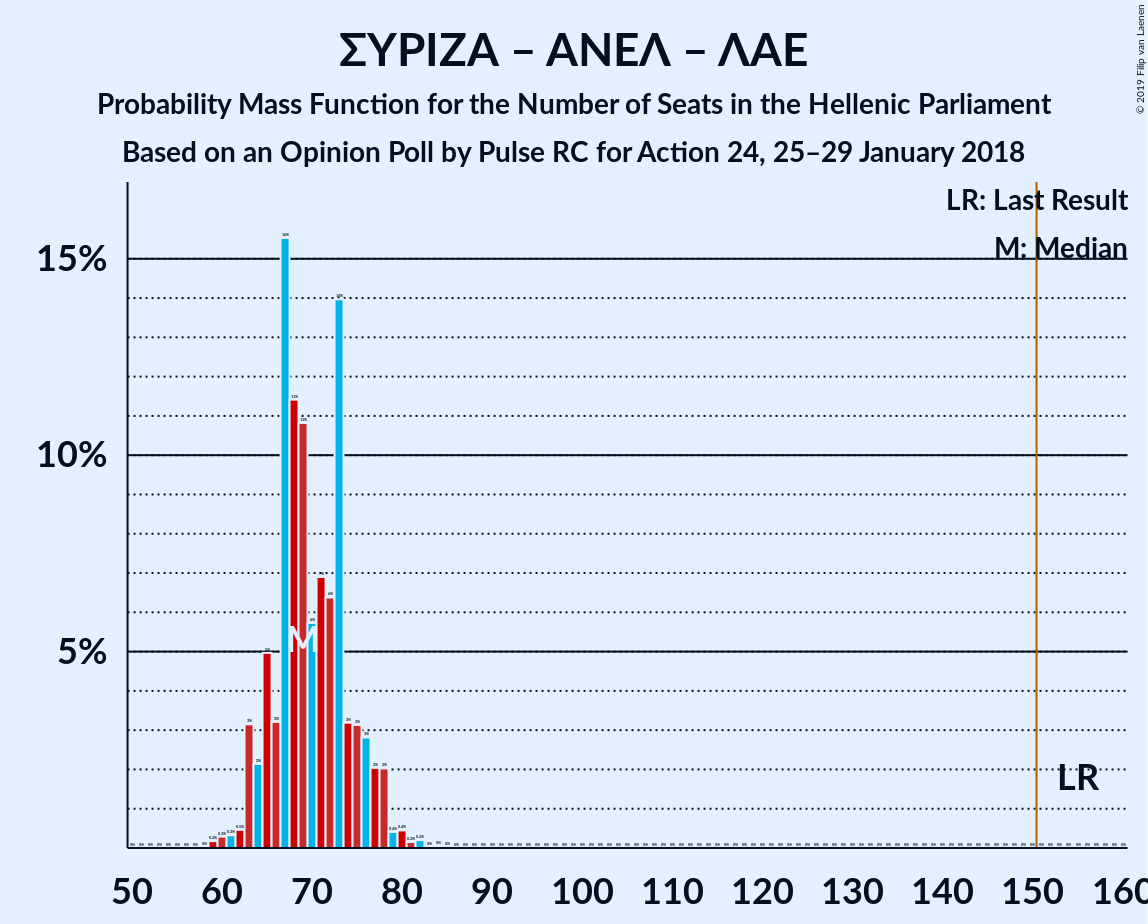 ΣΥΡΙΖΑ – ΑΝΕΛ – ΛΑΕ
Probability Mass Function for the Number of Seats in the Hellenic Parliament
Based on an Opinion Poll by Pulse RC for Action 24, 25–29 January 2018
© 2019 Filip van Laenen
LR: Last Result
M: Median
15%
10%
5%
M
LR
50 60 70 80 90 100 110 120 130 140 150 160